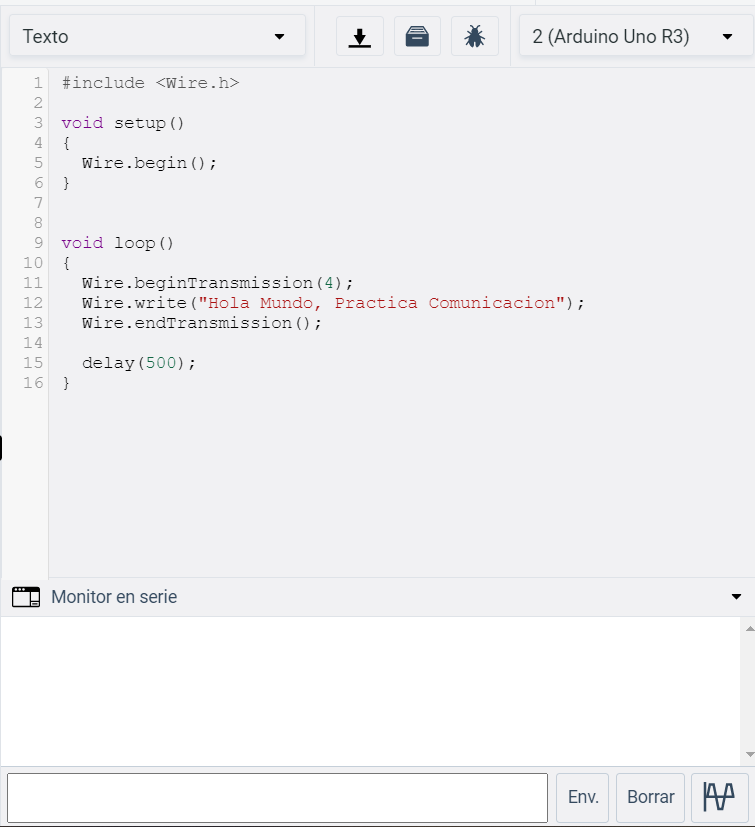 Texto
2 (Arduino Uno R3)
1 #include <Wire.h>
2
3 void setup()
4 {
5   Wire.begin();
6 }
7
8
9 void loop()
10 {
11   Wire.beginTransmission(4);
12   Wire.write("Hola Mundo, Practica Comunicacion");
13   Wire.endTransmission();
14
15   delay(500);
16 }
Monitor en serie
Env.
Borrar